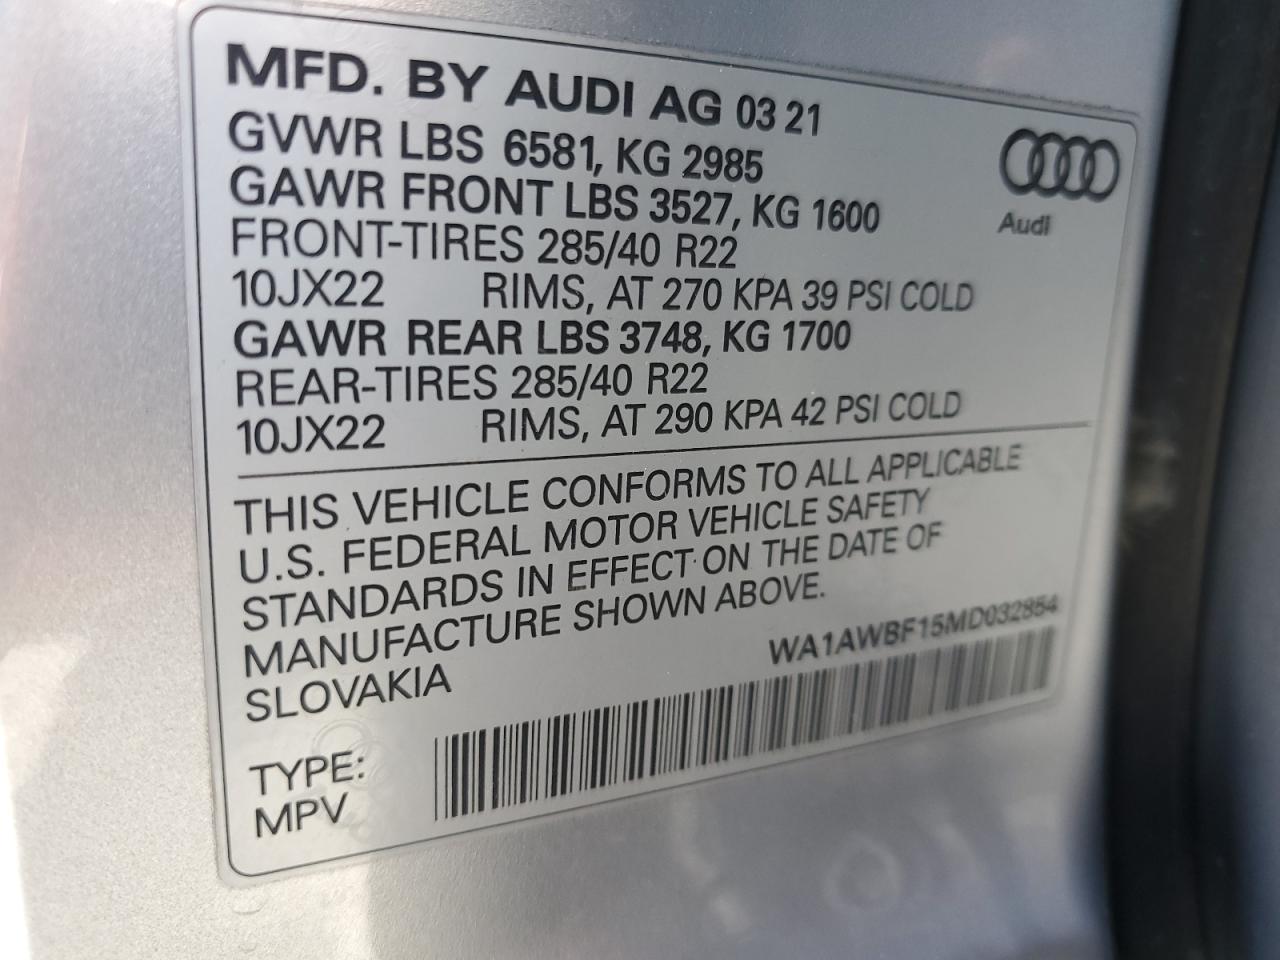 MFD. BY AUDI AG 03 21
GVWR LBS 6581, KG 2985
GAWR FRONT LBS 3527, KG 1600
FRONT-TIRES 285/40 R22
10JX22 RIMS, AT 270 KPA 39 PSI COLD
GAWR REAR LBS 3748, KG 1700
REAR-TIRES 285/40 R22
10JX22 RIMS, AT 290 KPA 42 PSI COLD
Audi
THIS VEHICLE CONFORMS TO ALL APPLICABLE
U.S. FEDERAL MOTOR VEHICLE SAFETY
STANDARDS IN EFFECT ON THE DATE OF
MANUFACTURE SHOWN ABOVE.
SLOVAKIA
WA1AWBF15MD032854
TYPE:
MPV